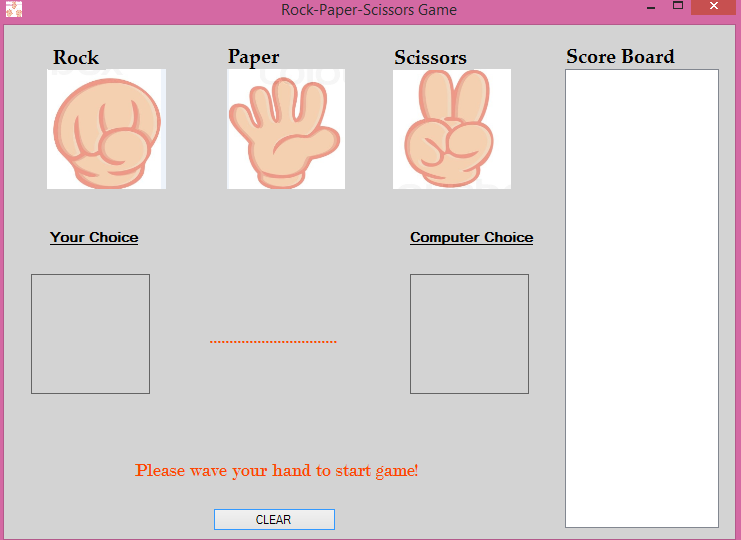 Rock-Paper-Scissors Game
Rock
Paper
Scissors
Score Board
Your Choice
Computer Choice
................................
Please wave your hand to start game!
CLEAR